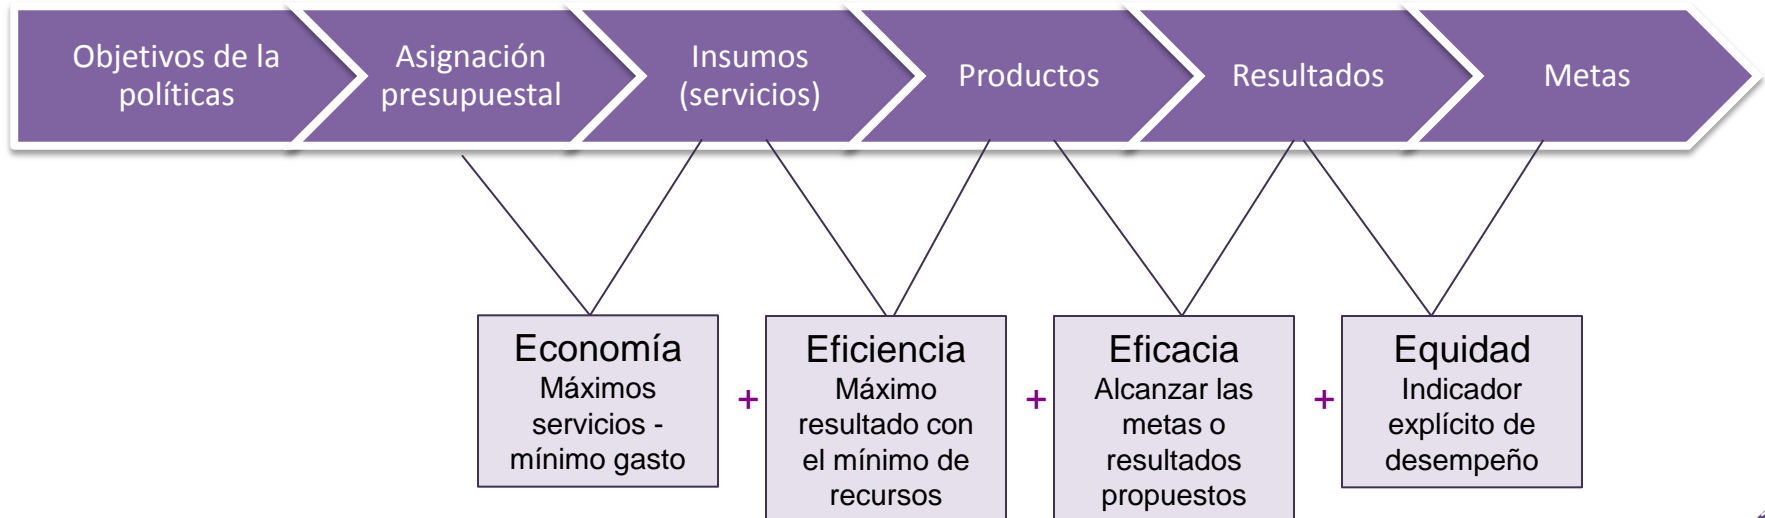 Objetivos de la
políticas
Asignación
presupuestal
Insumos
(servicios)
Productos
Resultados
Metas
Economía
Máximos
servicios -
mínimo gasto
+
Eficiencia
Máximo
resultado con
el mínimo de
recursos
+
Eficacia
Alcanzar las
metas o
resultados
propuestos
+
Equidad
Indicador
explícito de
desempeño